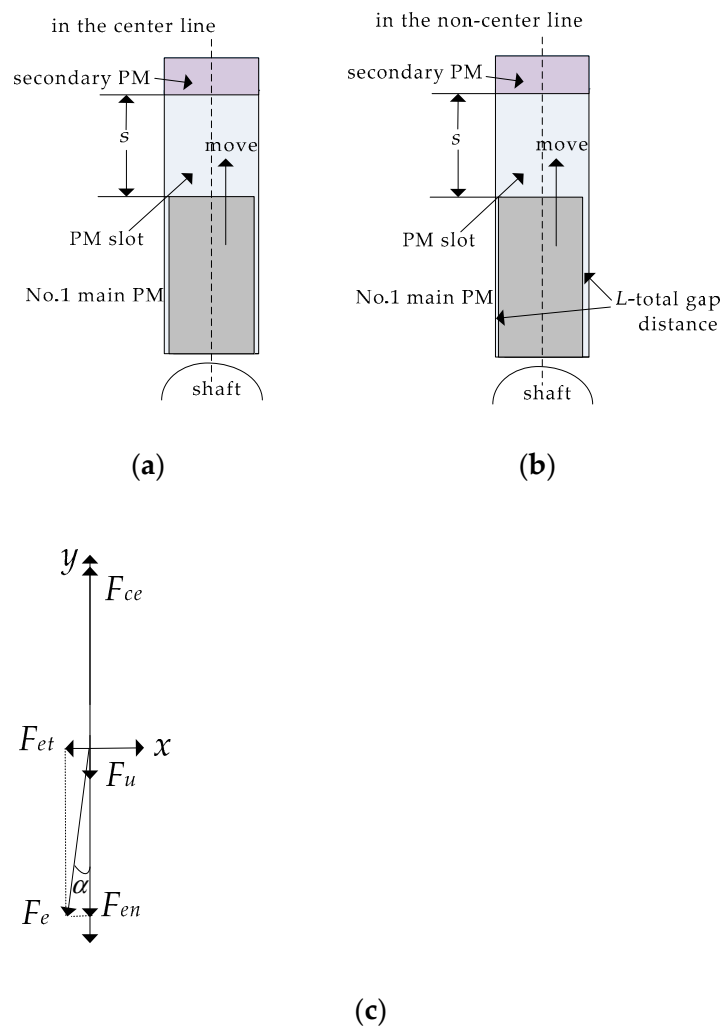 in the center line
secondary PM
s
move
PM slot
No.1 main PM
shaft
(a)
in the non-center line
secondary PM
s
move
PM slot
No.1 main PM
L-total gap
distance
shaft
(b)
y
Fce
Fet
x
Fu
α
Fe
Fen
(c)